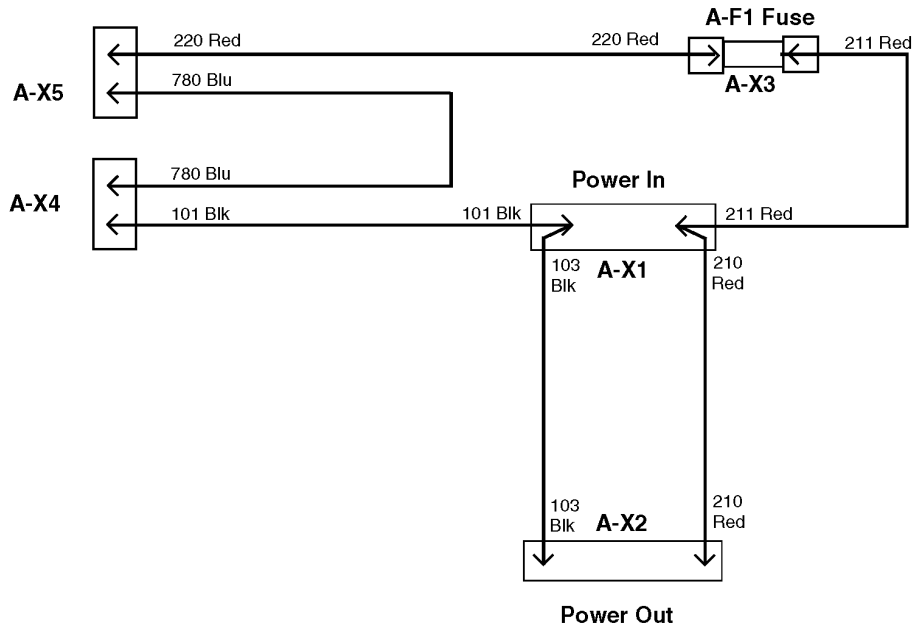 A-F1 Fuse
220 Red
220 Red
211 Red
A-X3
780 Blu
A-X5
780 Blu
Power In
A-X4
101 Blk
101 Blk
211 Red
A-X1
103
Blk
210
Red
103
Blk
A-X2
210
Red
Power Out